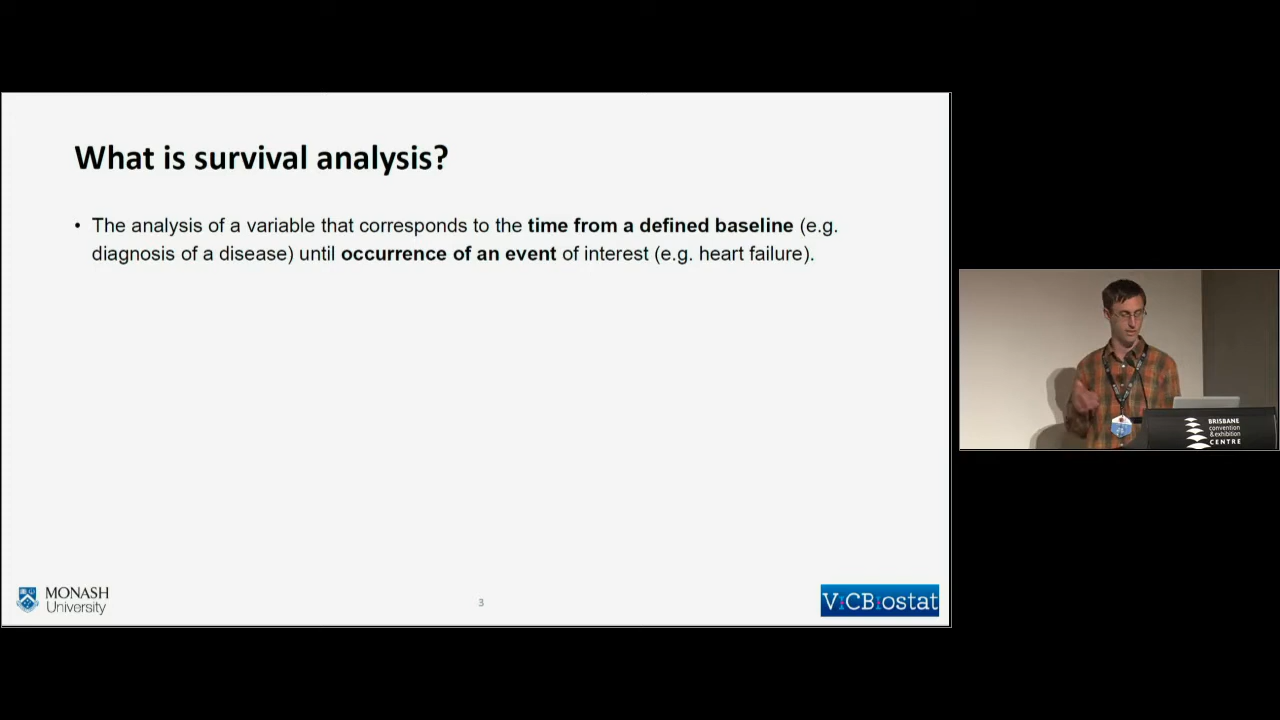 What is survival analysis?
• The analysis of a variable that corresponds to the time from a defined baseline (e.g.
diagnosis of a disease) until occurrence of an event of interest (e.g. heart failure).
MONASH
University
3
ViCBiostat
BRISBANE
convention
& exhibition
CENTRE